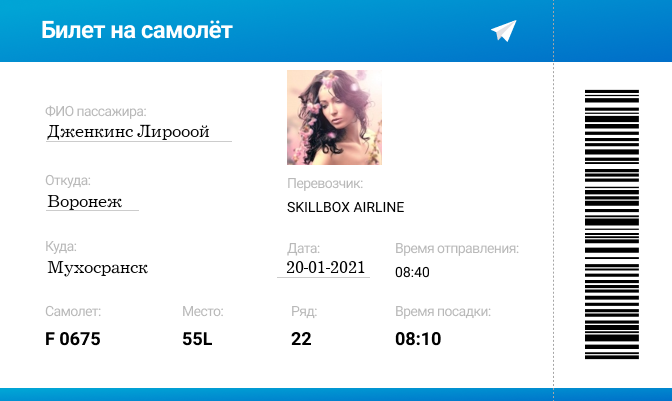 Билет на самолёт
ФИО пассажира:
Дженкинс Лирооой
Откуда:
Воронеж
Перевозчик:
SKILLBOX AIRLINE
Куда:
Мухосранск
Дата:
20-01-2021
Время отправления:
08:40
Самолет:
F 0675
Место:
55L
Ряд:
22
Время посадки:
08:10